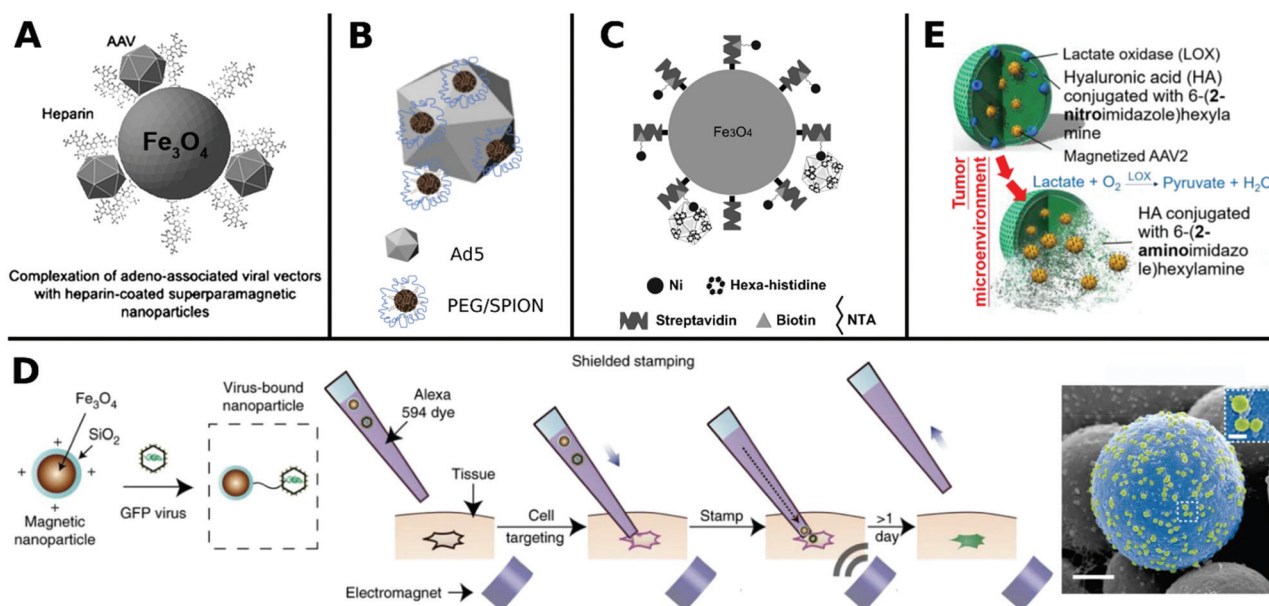 A
AAV
Heparin
Fe₃O₄
Complexation of adeno-associated viral vectors
with heparin-coated superparamagnetic
nanoparticles
B
Ad5
PEG/SPION
C
Fe₃O₄
Ni
Hexa-histidine
Streptavidin
Biotin
NTA
E
Lactate oxidase (LOX)
Hyaluronic acid (HA)
conjugated with 6-(2-
nitroimidazole)hexyla
mine
Magnetized AAV2
Tumor
microenvironment
Lactate + O₂ LOX Pyruvate + H₂O
HA conjugated
with 6-(2-
aminoimidazo
le)hexylamine
D
Fe₃O₄
SiO₂
+
+
+
+
Magnetic
nanoparticle
GFP virus
Virus-bound
nanoparticle
Shielded stamping
Alexa
594 dye
Tissue
Cell
targeting
Stamp
>1
day
Electromagnet